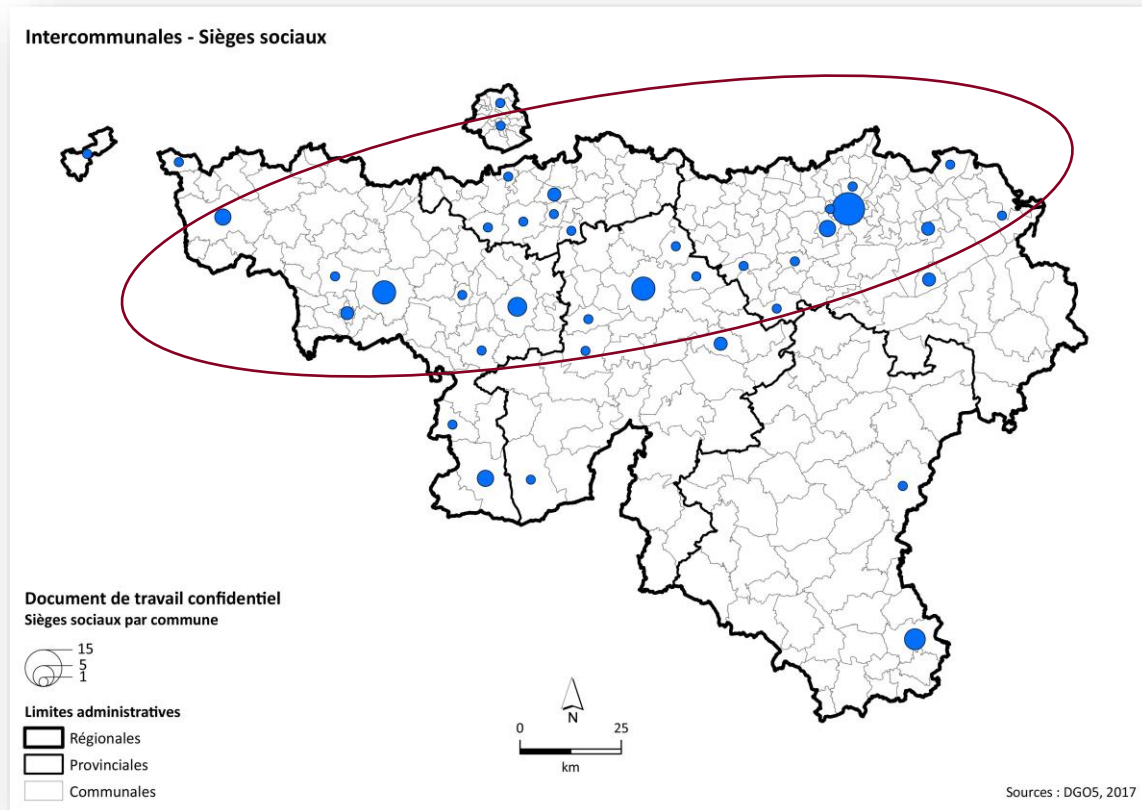 Intercommunales - Sièges sociaux
Document de travail confidentiel
Sièges sociaux par commune
15
5
1
Limites administratives
Régionales
Provinciales
Communales
N
0 25
km
Sources : DGO5, 2017